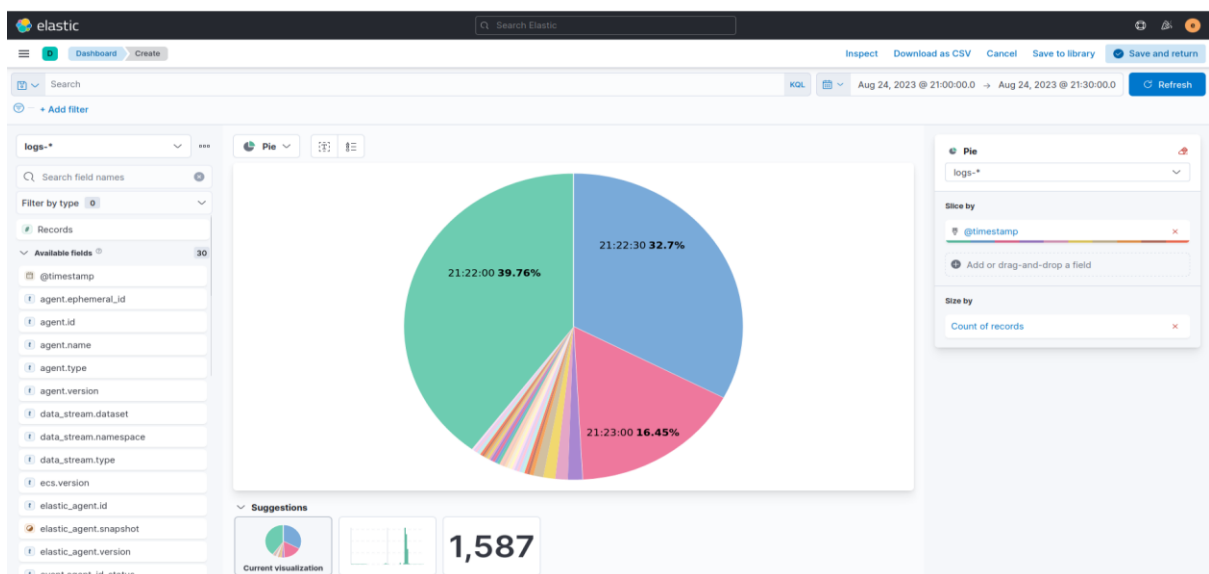 elastic
Search Elastic
e
D Dashboard Create
Inspect Download as CSV Cancel Save to library Save and return
Search
KQL
Aug 24, 2023 @ 21:00:00.0 → Aug 24, 2023 @ 21:30:00.0
Refresh
+ Add filter
logs-*
Search field names
Filter by type 0
# Records
Available fields 30
@timestamp
t agent.ephemeral_id
t agent.id
t agent.name
t agent.type
t agent.version
t data_stream.dataset
t data_stream.namespace
t data_stream.type
t ecs.version
t elastic_agent.id
elastic_agent.snapshot
t elastic_agent.version
t event.agent_id_status
Pie
21:22:30 32.7%
21:22:00 39.76%
21:23:00 16.45%
Suggestions
Current visualization
1,587
Pie
logs-*
Slice by
@timestamp
Add or drag-and-drop a field
Size by
Count of records